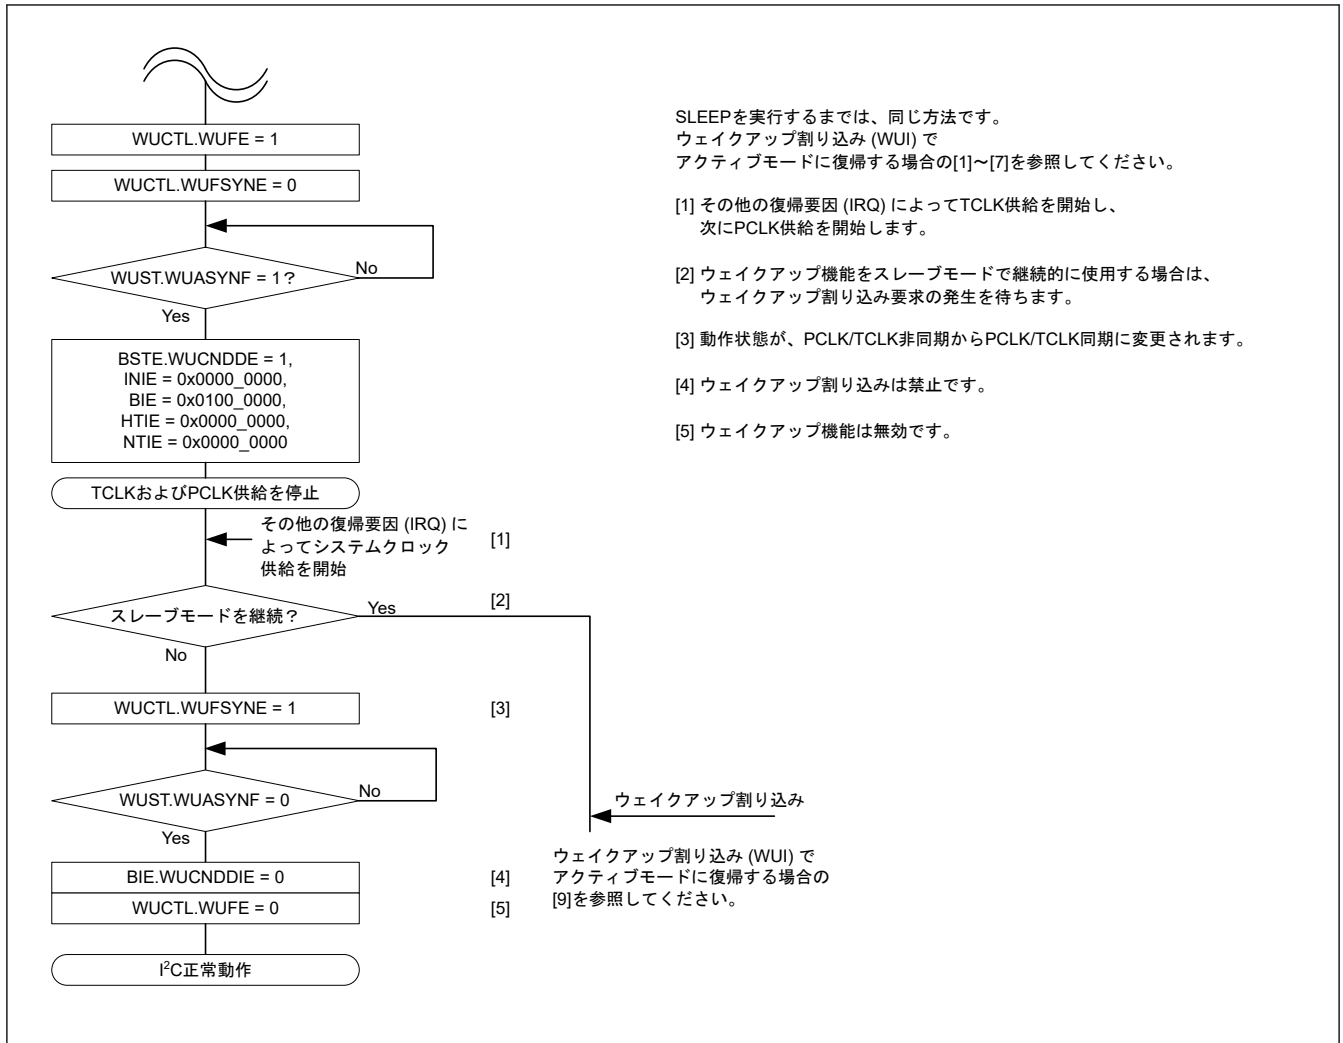 WUCTL.WUFE = 1
WUCTL.WUFSYNE = 0
WUST.WUASYNF = 1？
No
Yes
BSTE.WUCNDDE = 1,
INIE = 0x0000_0000,
BIE = 0x0100_0000,
HTIE = 0x0000_0000,
NTIE = 0x0000_0000
TCLKおよびPCLK供給を停止
その他の復帰要因 (IRQ) に
よってシステムクロック
供給を開始
[1]
スレーブモードを継続？
Yes
[2]
No
WUCTL.WUFSYNE = 1
[3]
WUST.WUASYNF = 0
No
Yes
BIE.WUCNDDIE = 0
[4]
WUCTL.WUFE = 0
[5]
I²C正常動作
ウェイクアップ割り込み
ウェイクアップ割り込み (WUI) で
アクティブモードに復帰する場合の
[9]を参照してください。
SLEEPを実行するまでは、同じ方法です。
ウェイクアップ割り込み (WUI) で
アクティブモードに復帰する場合の[1]~[7]を参照してください。
[1] その他の復帰要因 (IRQ) によってTCLK供給を開始し、
次にPCLK供給を開始します。
[2] ウェイクアップ機能をスレーブモードで継続的に使用する場合は、
ウェイクアップ割り込み要求の発生を待ちます。
[3] 動作状態が、PCLK/TCLK非同期からPCLK/TCLK同期に変更されます。
[4] ウェイクアップ割り込みは禁止です。
[5] ウェイクアップ機能は無効です。